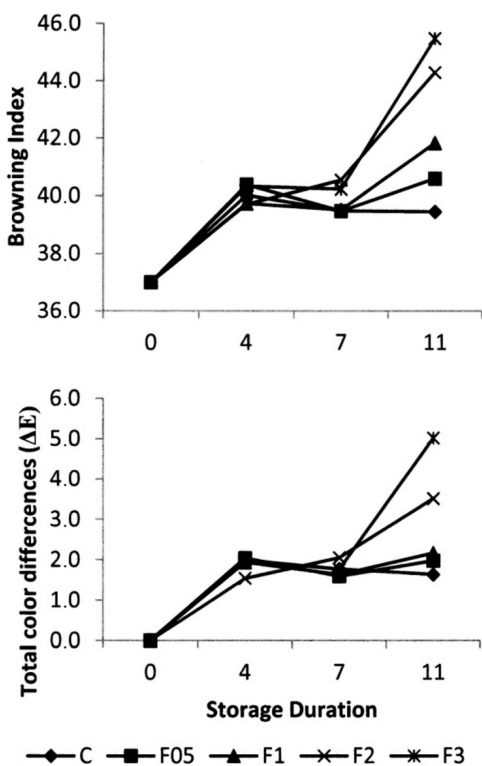 46.0
44.0
42.0
40.0
38.0
36.0
Browning Index
0 4 7 11
6.0
5.0
4.0
3.0
2.0
1.0
0.0
Total color differcences (ΔE)
0 4 7 11
Storage Duration
C F05 F1 F2 F3